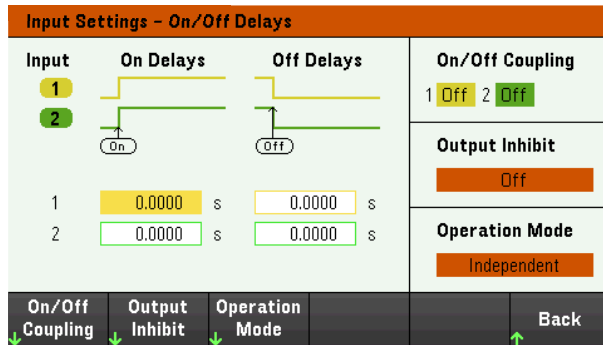 Input Settings - On/Off Delays
Input On Delays Off Delays
1
2
On Off
1 0.0000 s 0.0000 s
2 0.0000 s 0.0000 s
On/Off Coupling
1 Off 2 Off
Output Inhibit
Off
Operation Mode
Independent
On/Off Coupling
Output Inhibit
Operation Mode
Back